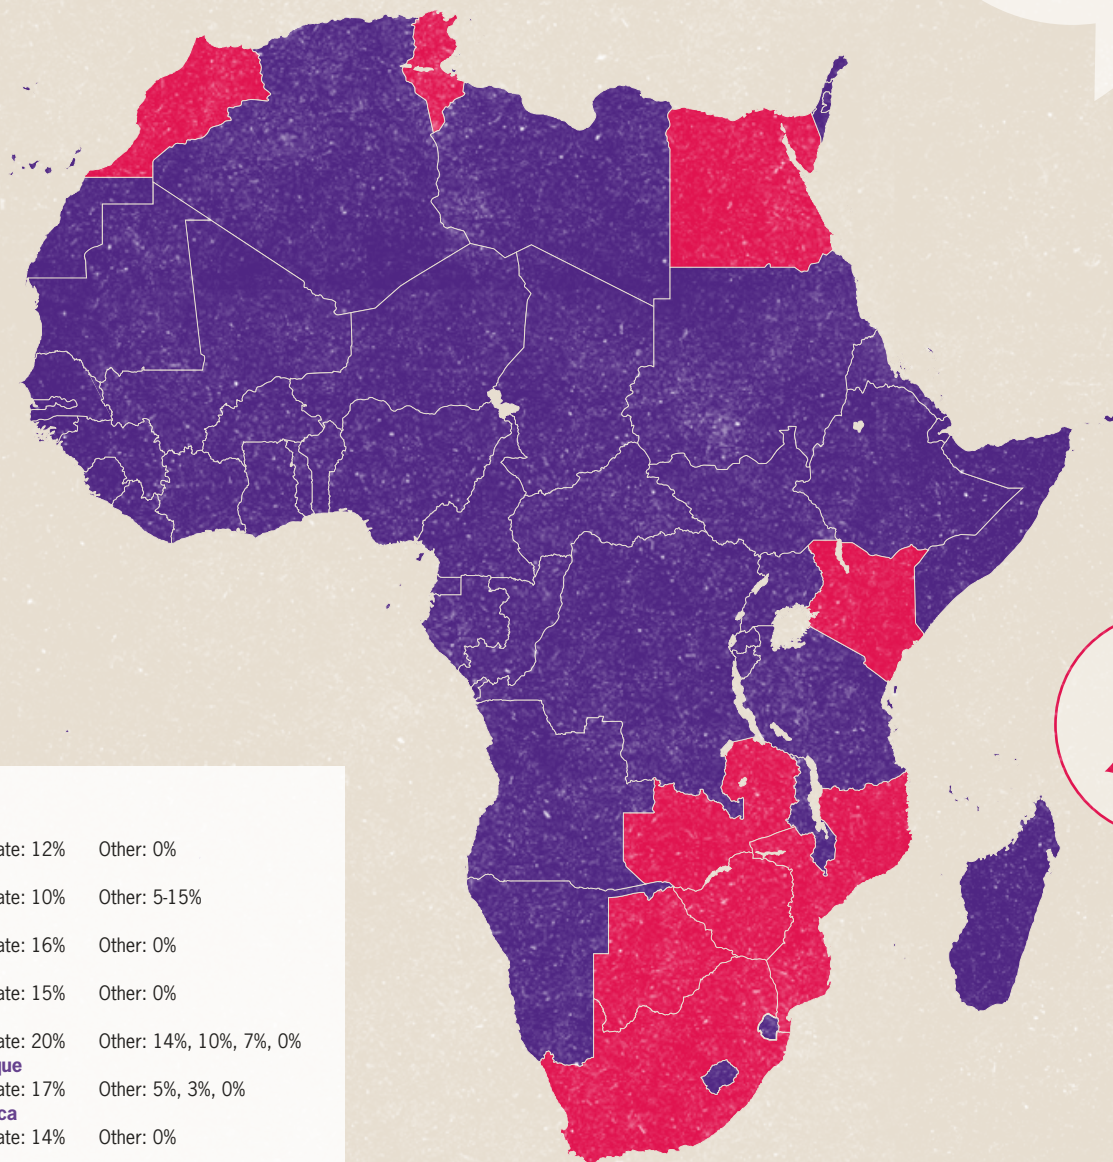 ate: 12% Other: 0%
ate: 10% Other: 5-15%
ate: 16% Other: 0%
ate: 15% Other: 0%
ate: 20% Other: 14%, 10%, 7%, 0%
que
ate: 17% Other: 5%, 3%, 0%
ca
ate: 14% Other: 0%